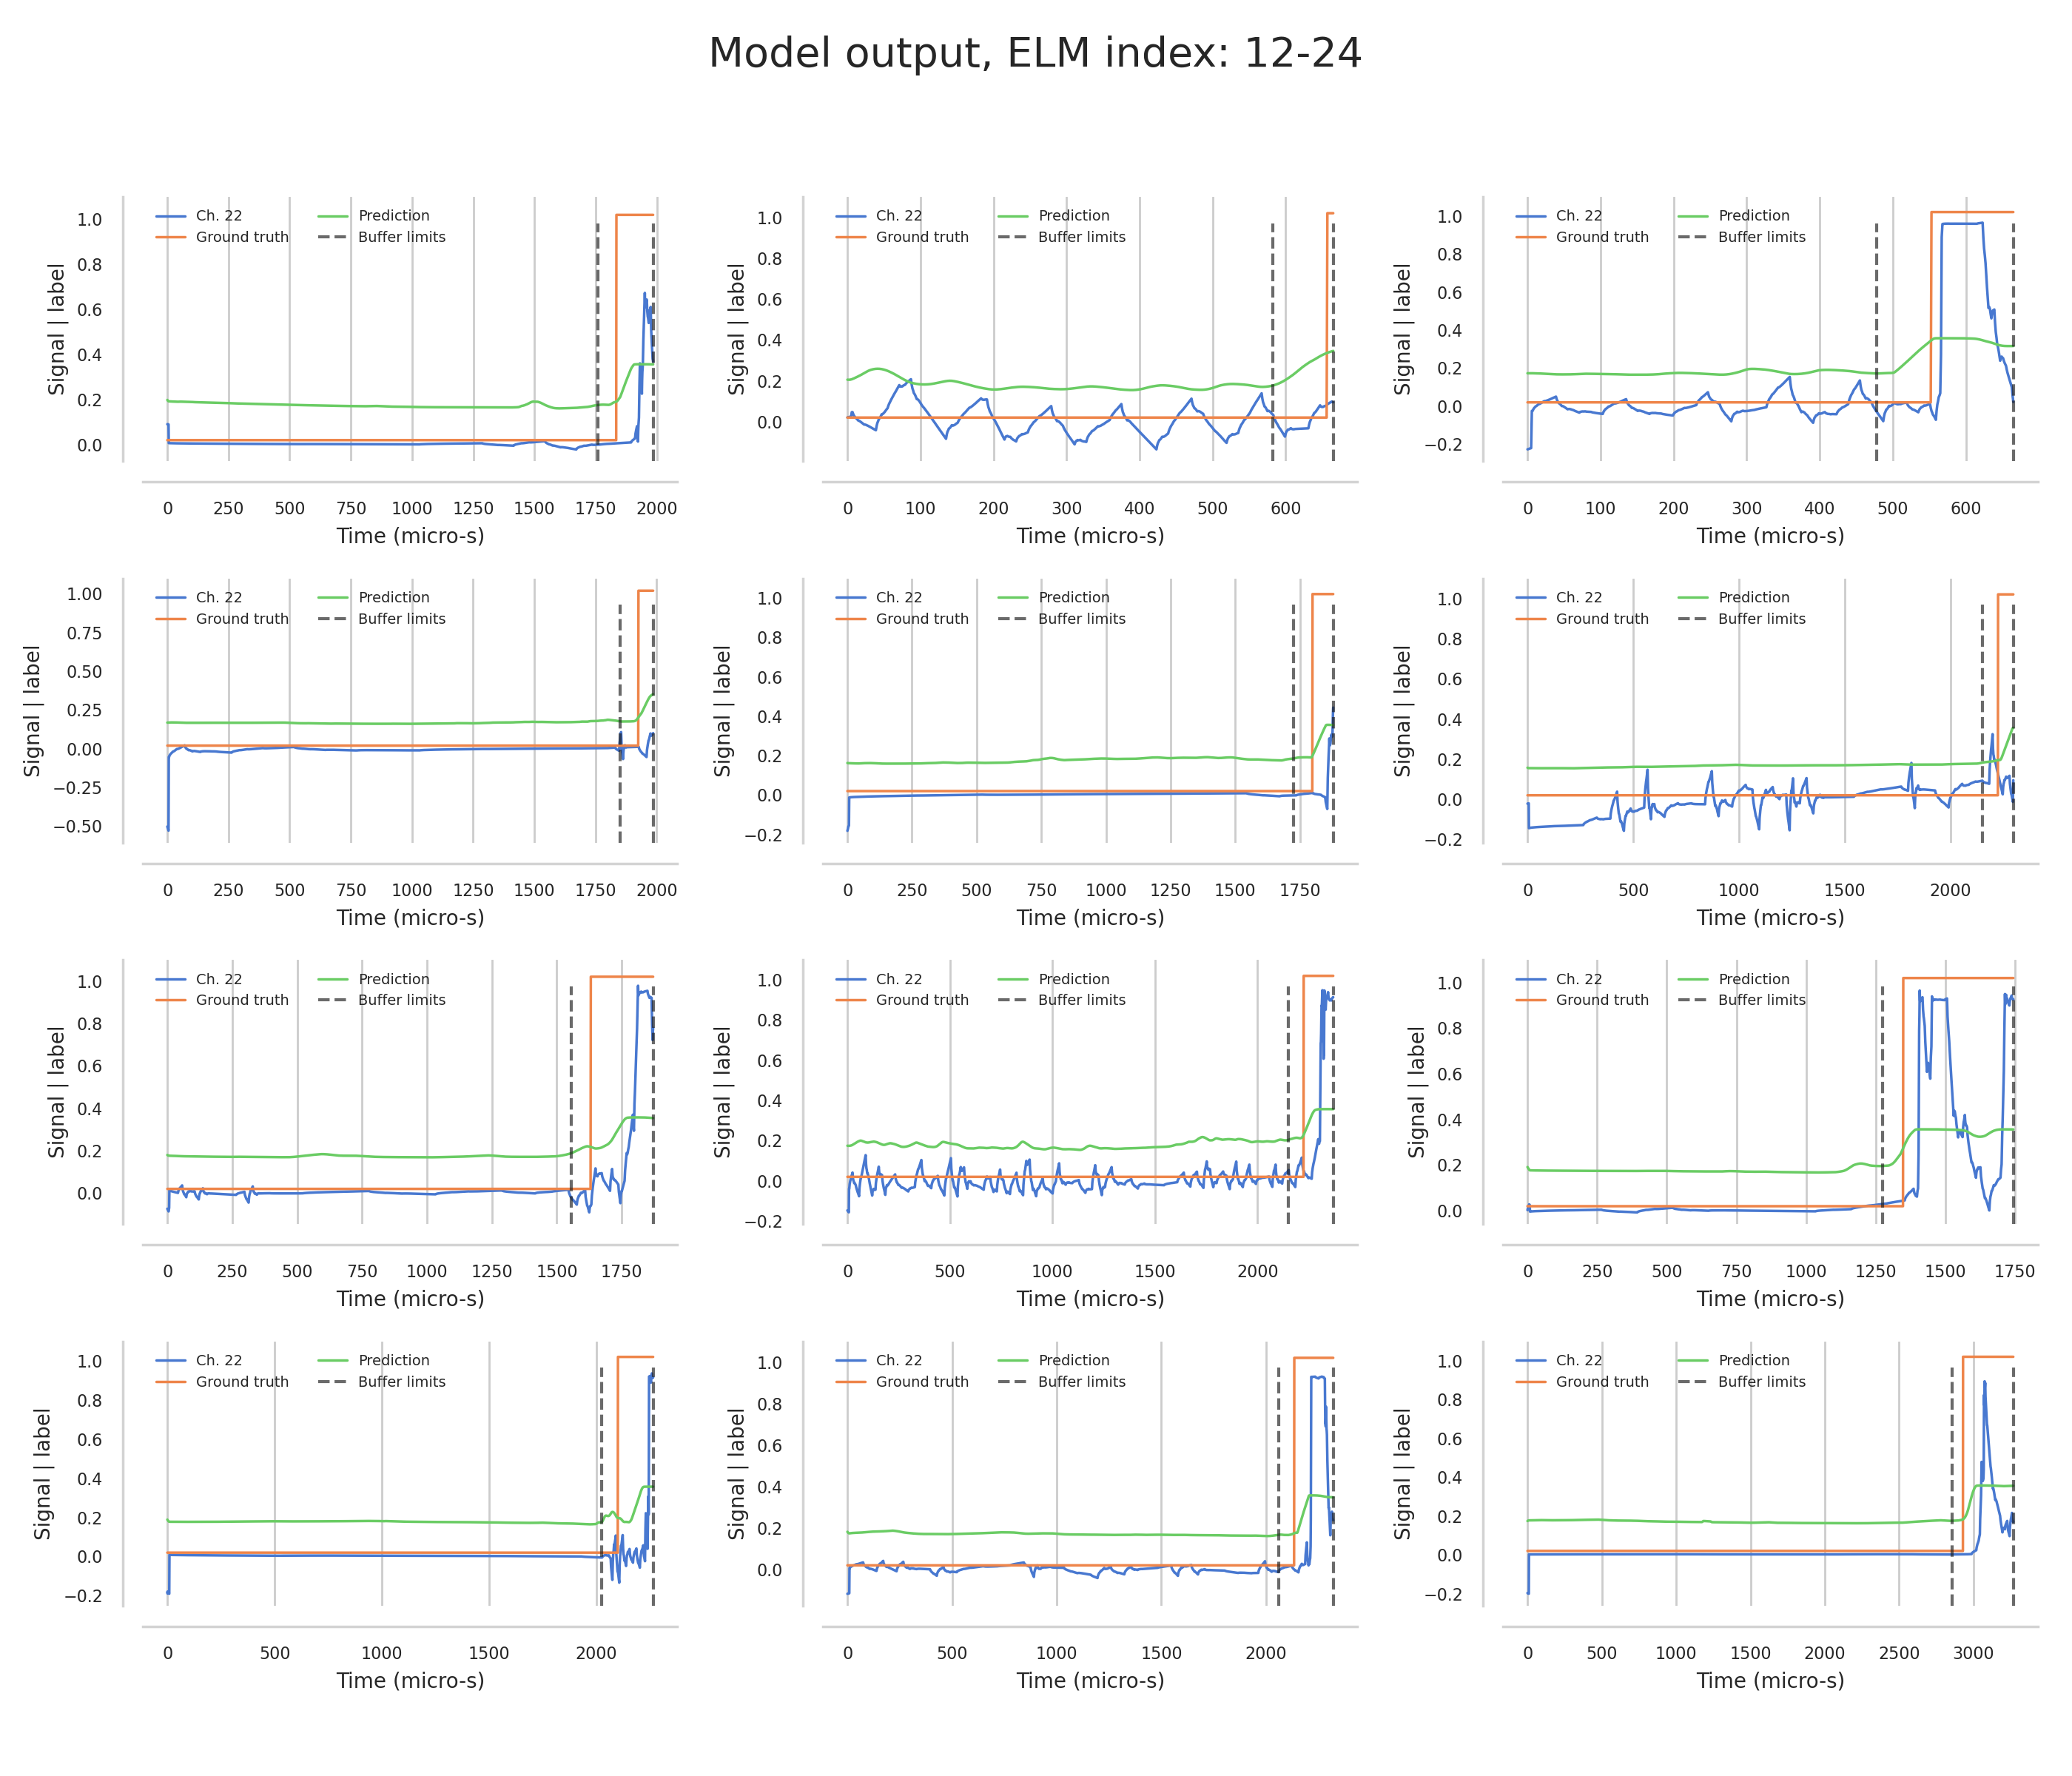 Model output, ELM index: 12-24
Signal | label
1.0
0.8
0.6
0.4
0.2
0.0
Ch. 22
Ground truth
Prediction
Buffer limits
0 250 500 750 1000 1250 1500 1750 2000
Time (micro-s)
Signal | label
1.0
0.8
0.6
0.4
0.2
0.0
Ch. 22
Ground truth
Prediction
Buffer limits
0 100 200 300 400 500 600
Time (micro-s)
Signal | label
1.0
0.8
0.6
0.4
0.2
0.0
−0.2
Ch. 22
Ground truth
Prediction
Buffer limits
0 100 200 300 400 500 600
Time (micro-s)
Signal | label
1.00
0.75
0.50
0.25
0.00
−0.25
−0.50
Ch. 22
Ground truth
Prediction
Buffer limits
0 250 500 750 1000 1250 1500 1750 2000
Time (micro-s)
Signal | label
1.0
0.8
0.6
0.4
0.2
0.0
−0.2
Ch. 22
Ground truth
Prediction
Buffer limits
0 250 500 750 1000 1250 1500 1750
Time (micro-s)
Signal | label
1.0
0.8
0.6
0.4
0.2
0.0
−0.2
Ch. 22
Ground truth
Prediction
Buffer limits
0 500 1000 1500 2000
Time (micro-s)
Signal | label
1.0
0.8
0.6
0.4
0.2
0.0
Ch. 22
Ground truth
Prediction
Buffer limits
0 250 500 750 1000 1250 1500 1750
Time (micro-s)
Signal | label
1.0
0.8
0.6
0.4
0.2
0.0
−0.2
Ch. 22
Ground truth
Prediction
Buffer limits
0 500 1000 1500 2000
Time (micro-s)
Signal | label
1.0
0.8
0.6
0.4
0.2
0.0
Ch. 22
Ground truth
Prediction
Buffer limits
0 250 500 750 1000 1250 1500 1750
Time (micro-s)
Signal | label
1.0
0.8
0.6
0.4
0.2
0.0
−0.2
Ch. 22
Ground truth
Prediction
Buffer limits
0 500 1000 1500 2000
Time (micro-s)
Signal | label
1.0
0.8
0.6
0.4
0.2
0.0
Ch. 22
Ground truth
Prediction
Buffer limits
0 500 1000 1500 2000
Time (micro-s)
Signal | label
1.0
0.8
0.6
0.4
0.2
0.0
−0.2
Ch. 22
Ground truth
Prediction
Buffer limits
0 500 1000 1500 2000 2500 3000
Time (micro-s)